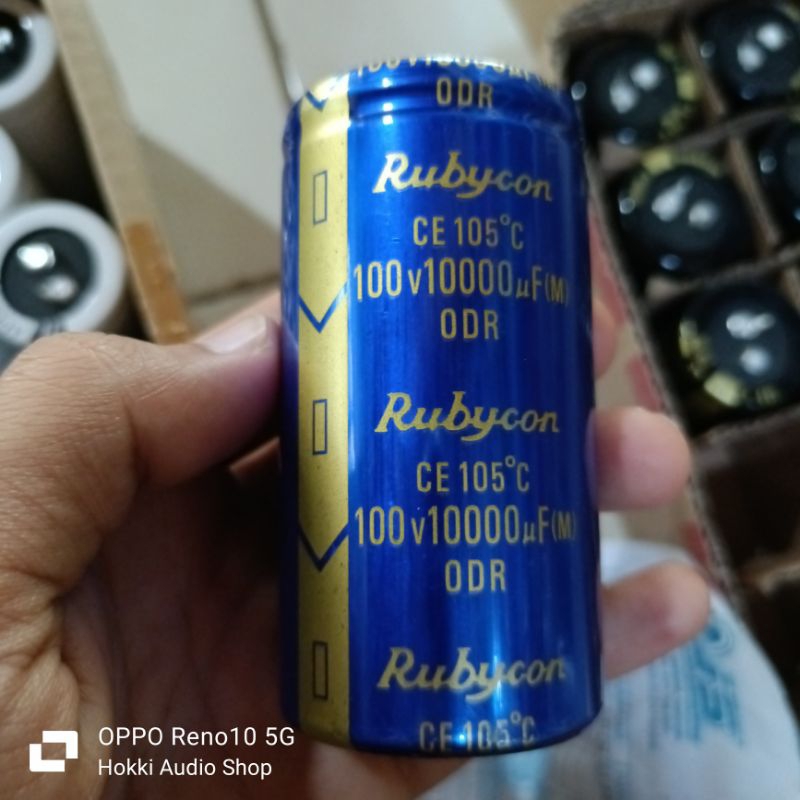 ODR
Rubycon
CE 105°C
100v10000µF(M)
ODR
Rubycon
CE 105°C
100v10000µF(M)
ODR
Rubycon
CE 105°C
OPPO Reno10 5G
Hokki Audio Shop